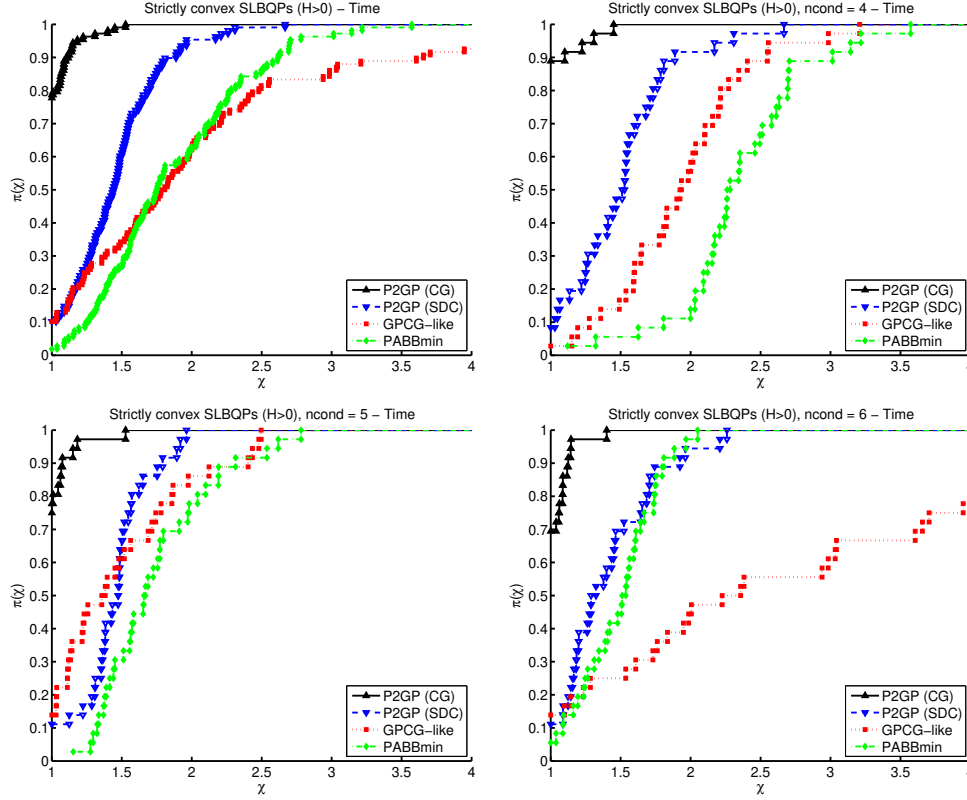 Strictly convex SLBQPs (H>0) – Time
1
0.9
0.8
0.7
0.6
0.5
0.4
0.3
0.2
0.1
0
π(χ)
1 1.5 2 2.5 3 3.5 4
χ
P2GP (CG)
P2GP (SDC)
GPCG–like
PABBmin
Strictly convex SLBQPs (H>0), ncond = 4 – Time
1
0.9
0.8
0.7
0.6
0.5
0.4
0.3
0.2
0.1
0
π(χ)
1 1.5 2 2.5 3 3.5 4
χ
P2GP (CG)
P2GP (SDC)
GPCG–like
PABBmin
Strictly convex SLBQPs (H>0), ncond = 5 – Time
1
0.9
0.8
0.7
0.6
0.5
0.4
0.3
0.2
0.1
0
π(χ)
1 1.5 2 2.5 3 3.5 4
χ
P2GP (CG)
P2GP (SDC)
GPCG–like
PABBmin
Strictly convex SLBQPs (H>0), ncond = 6 – Time
1
0.9
0.8
0.7
0.6
0.5
0.4
0.3
0.2
0.1
0
π(χ)
1 1.5 2 2.5 3 3.5 4
χ
P2GP (CG)
P2GP (SDC)
GPCG–like
PABBmin